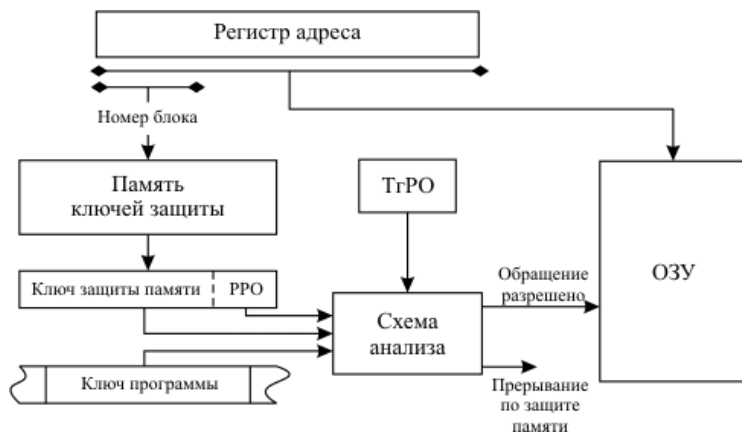 Регистр адреса
Номер блока
Память
ключей защиты
ТгРО
ОЗУ
Ключ защиты памяти
РРО
Обращение
разрешено
Схема
анализа
Ключ программы
Прерывание
по защите
памяти